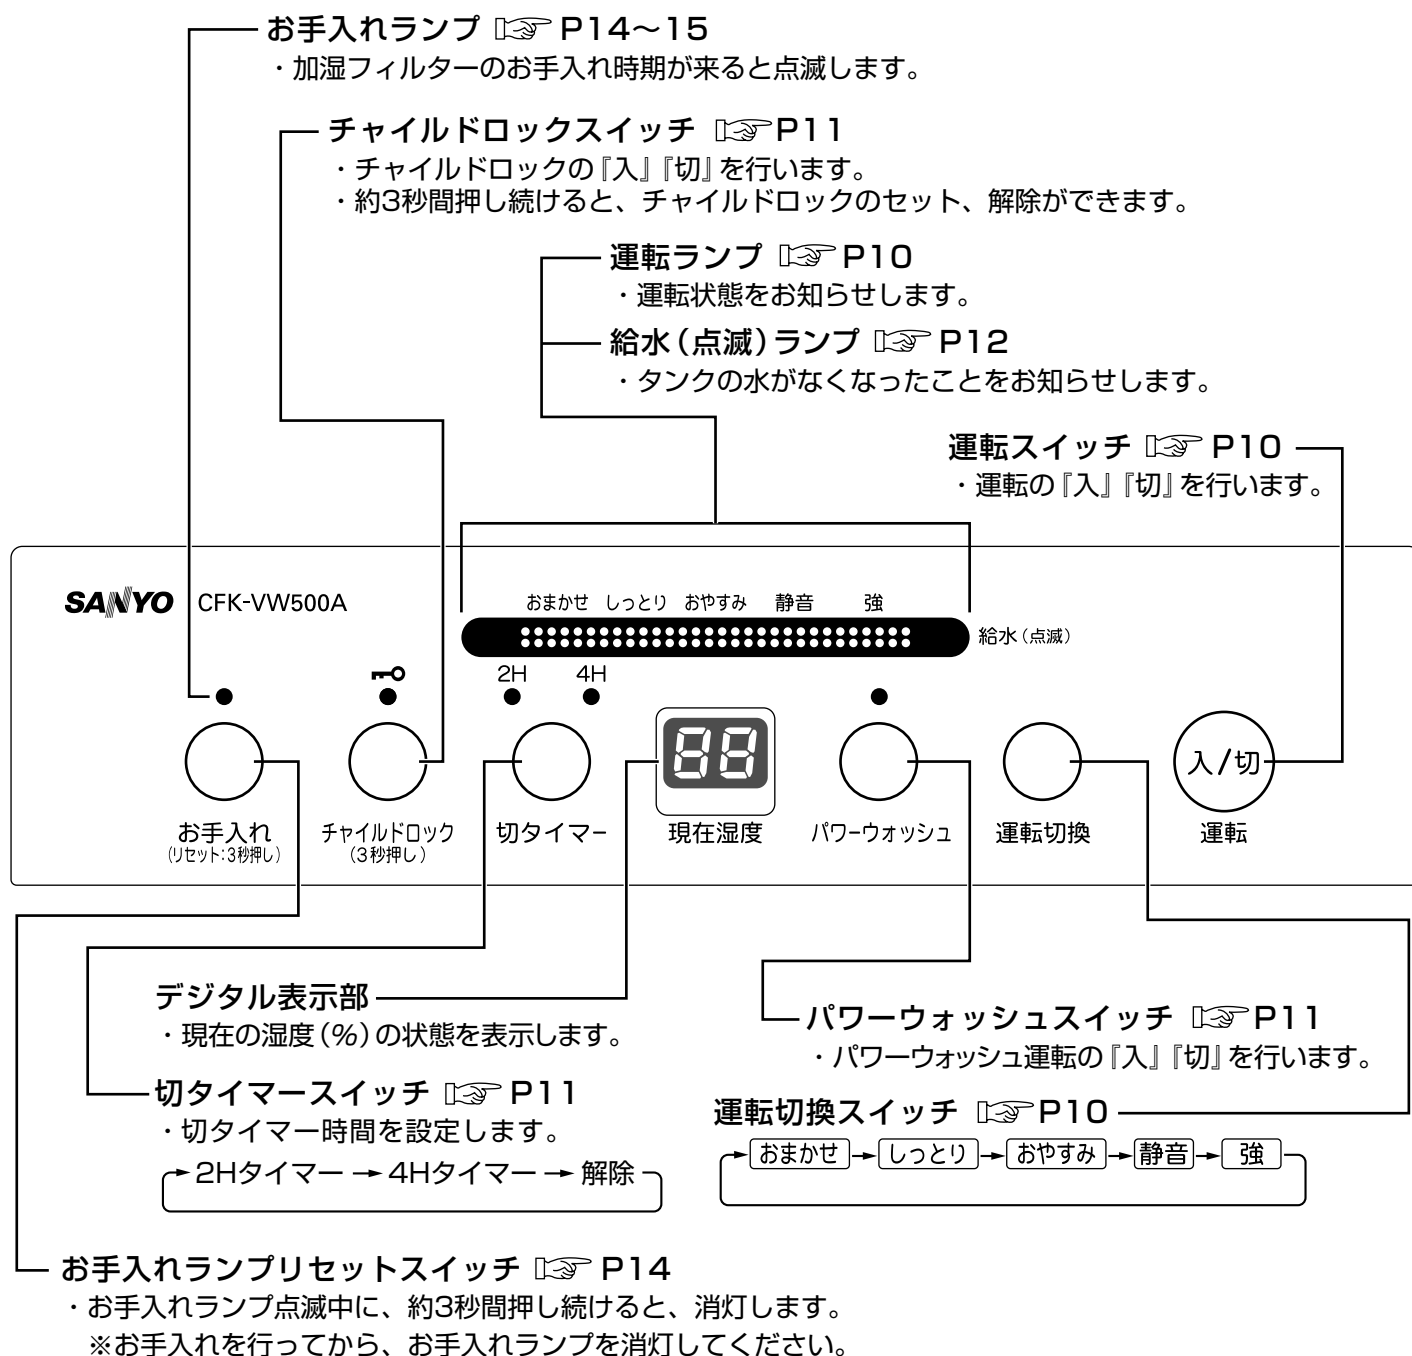 お手入れランプ ☞ P14〜15
・加湿フィルターのお手入れ時期が来ると点滅します。
チャイルドロックスイッチ ☞ P11
・チャイルドロックの『入』『切』を行います。
・約3秒間押し続けると、チャイルドロックのセット、解除ができます。
運転ランプ ☞ P10
・運転状態をお知らせします。
給水（点滅）ランプ ☞ P12
・タンクの水がなくなったことをお知らせします。
運転スイッチ ☞ P10
・運転の『入』『切』を行います。
SANYO CFK-VW500A
おまかせ しっとり おやすみ 静音 強
給水（点滅）
2H 4H
88
入/切
お手入れ チャイルドロック 切タイマー 現在湿度 パワーウォッシュ 運転切換 運転
（リセット：3秒押し） （3秒押し）
デジタル表示部
・現在の湿度（％）の状態を表示します。
パワーウォッシュスイッチ ☞ P11
・パワーウォッシュ運転の『入』『切』を行います。
切タイマースイッチ ☞ P11
・切タイマー時間を設定します。
2Hタイマー → 4Hタイマー → 解除
運転切換スイッチ ☞ P10
おまかせ → しっとり → おやすみ → 静音 → 強
お手入れランプリセットスイッチ ☞ P14
・お手入れランプ点滅中に、約3秒間押し続けると、消灯します。
※お手入れを行ってから、お手入れランプを消灯してください。